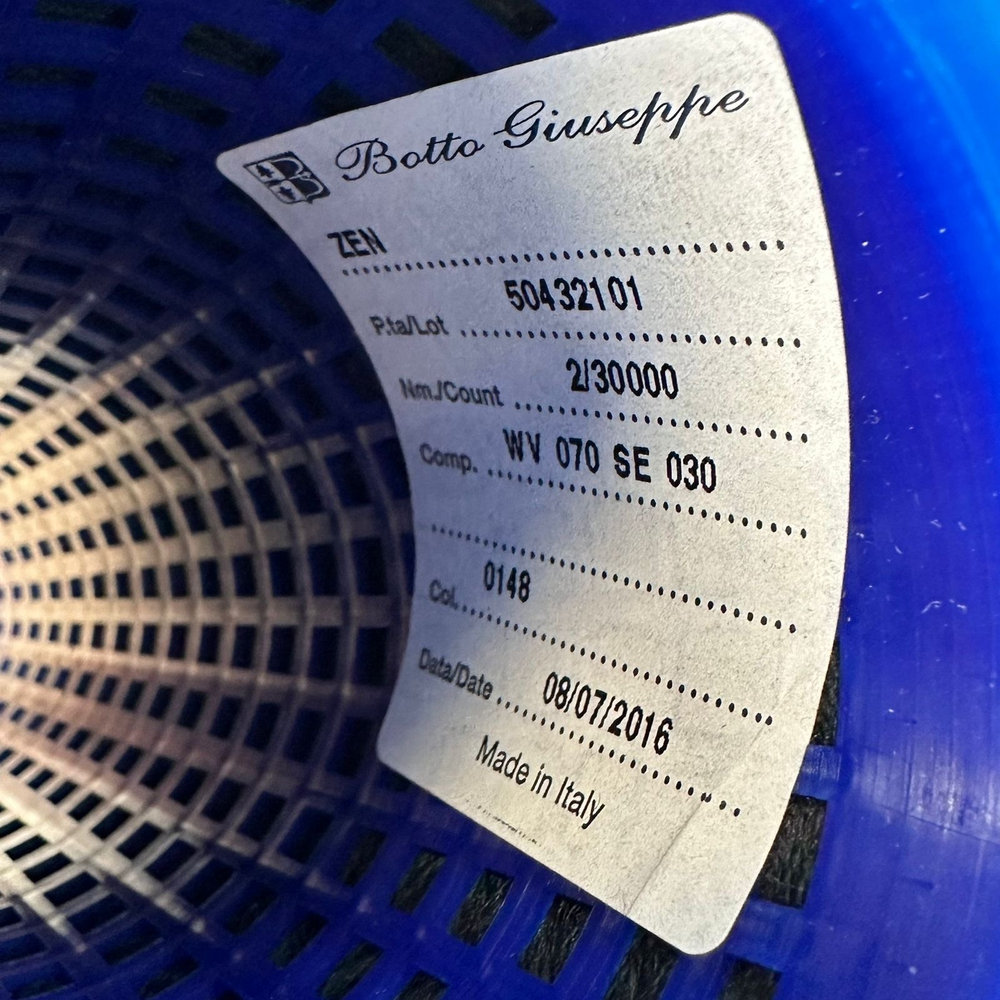 Botto Giuseppe
ZEN
P.ta/Lot 50432101
Nm./Count 2/30000
Comp. WV 070 SE 030
Col. 0148
Data/Date 08/07/2016
Made in Italy